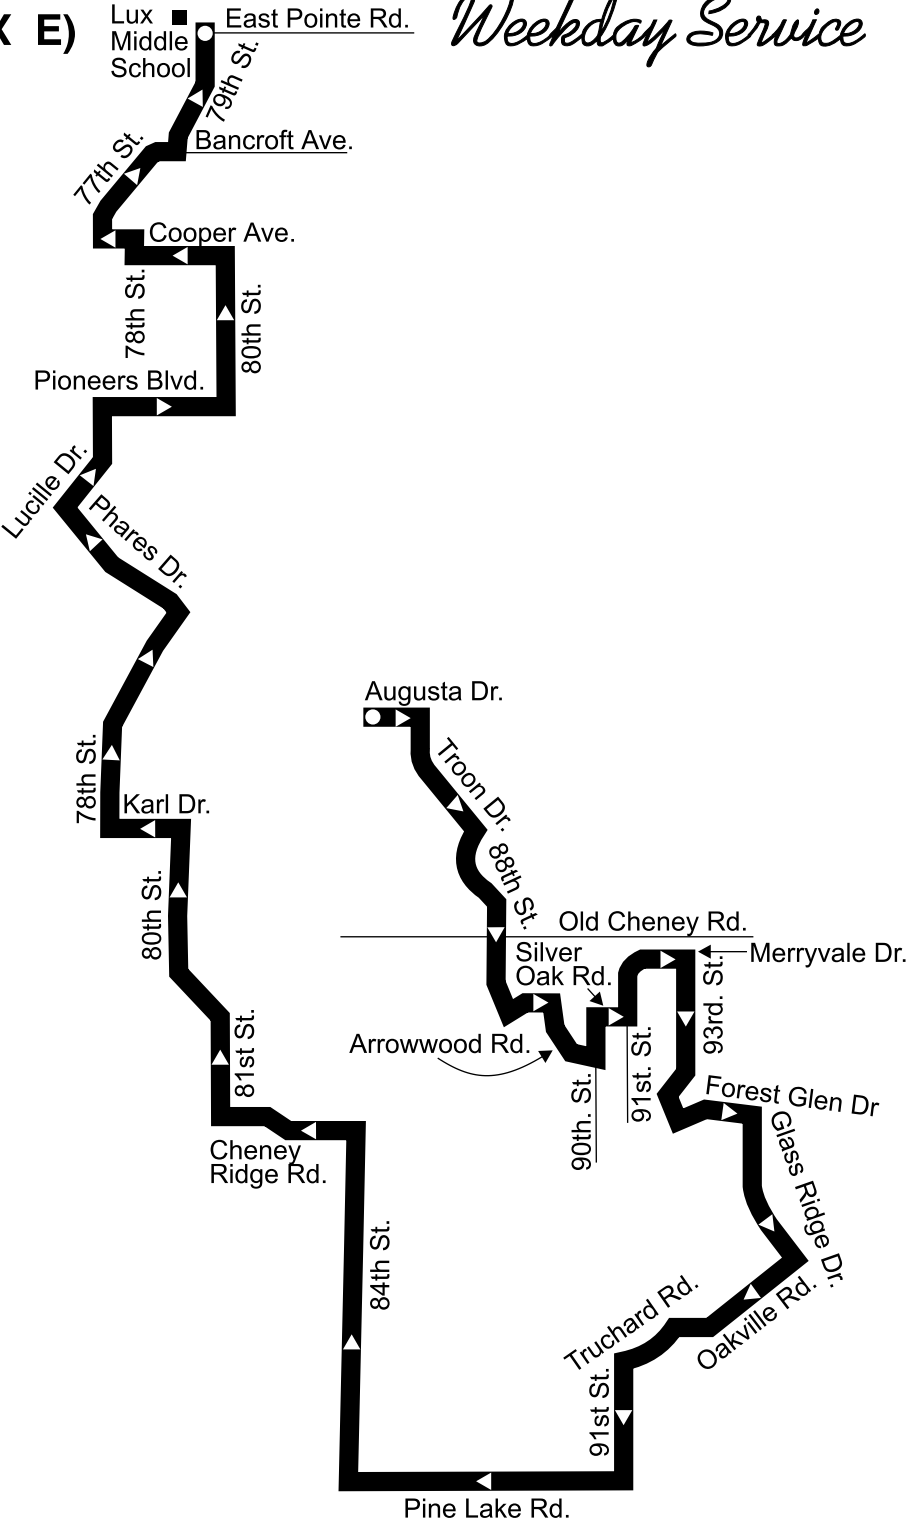 X E)
Weekday Service
Lux
Middle
School
East Pointe Rd.
79th St.
Bancroft Ave.
77th St.
Cooper Ave.
78th St.
80th St.
Pioneers Blvd.
Lucille Dr.
Phares Dr.
Augusta Dr.
Troon Dr.
78th St.
Karl Dr.
88th St.
80th St.
Old Cheney Rd.
Silver
Oak Rd.
Merryvale Dr.
93rd. St.
Arrowwood Rd.
81st St.
91st. St.
90th. St.
Forest Glen Dr
Cheney
Ridge Rd.
Glass Ridge Dr.
84th St.
Oakville Rd.
Truchard Rd.
91st St.
Pine Lake Rd.